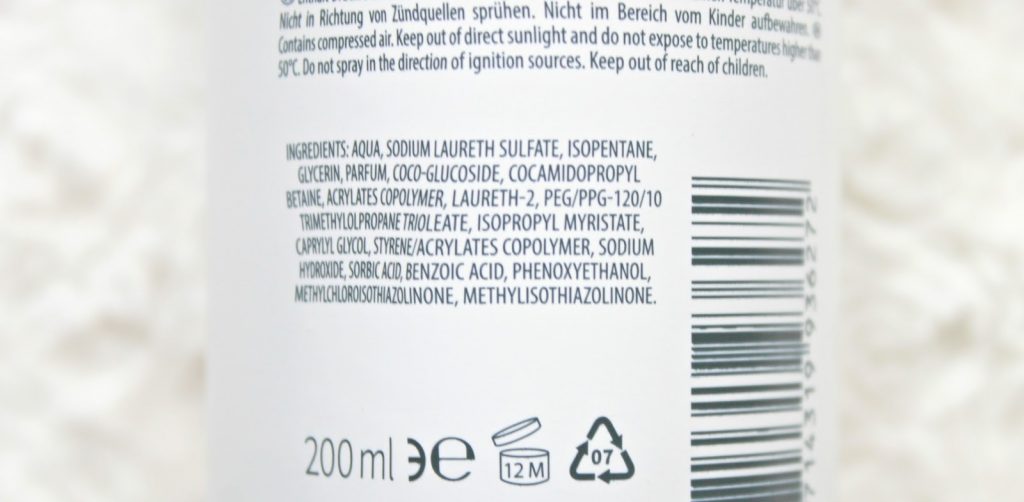 Temperatur über 50°C.
Nicht in Richtung von Zündquellen sprühen. Nicht im Bereich vom Kinder aufbewahren.
Contains compressed air. Keep out of direct sunlight and do not expose to temperatures higher than
50°C. Do not spray in the direction of ignition sources. Keep out of reach of children.
INGREDIENTS: AQUA, SODIUM LAURETH SULFATE, ISOPENTANE,
GLYCERIN, PARFUM, COCO-GLUCOSIDE, COCAMIDOPROPYL
BETAINE, ACRYLATES COPOLYMER, LAURETH-2, PEG/PPG-120/10
TRIMETHYLOLPROPANE TRIOLEATE, ISOPROPYL MYRISTATE,
CAPRYLYL GLYCOL, STYRENE/ACRYLATES COPOLYMER, SODIUM
HYDROXIDE, SORBIC ACID, BENZOIC ACID, PHENOXYETHANOL,
METHYLCHLOROISOTHIAZOLINONE, METHYLISOTHIAZOLINONE.
200 ml ℮
12 M
07
714319936272